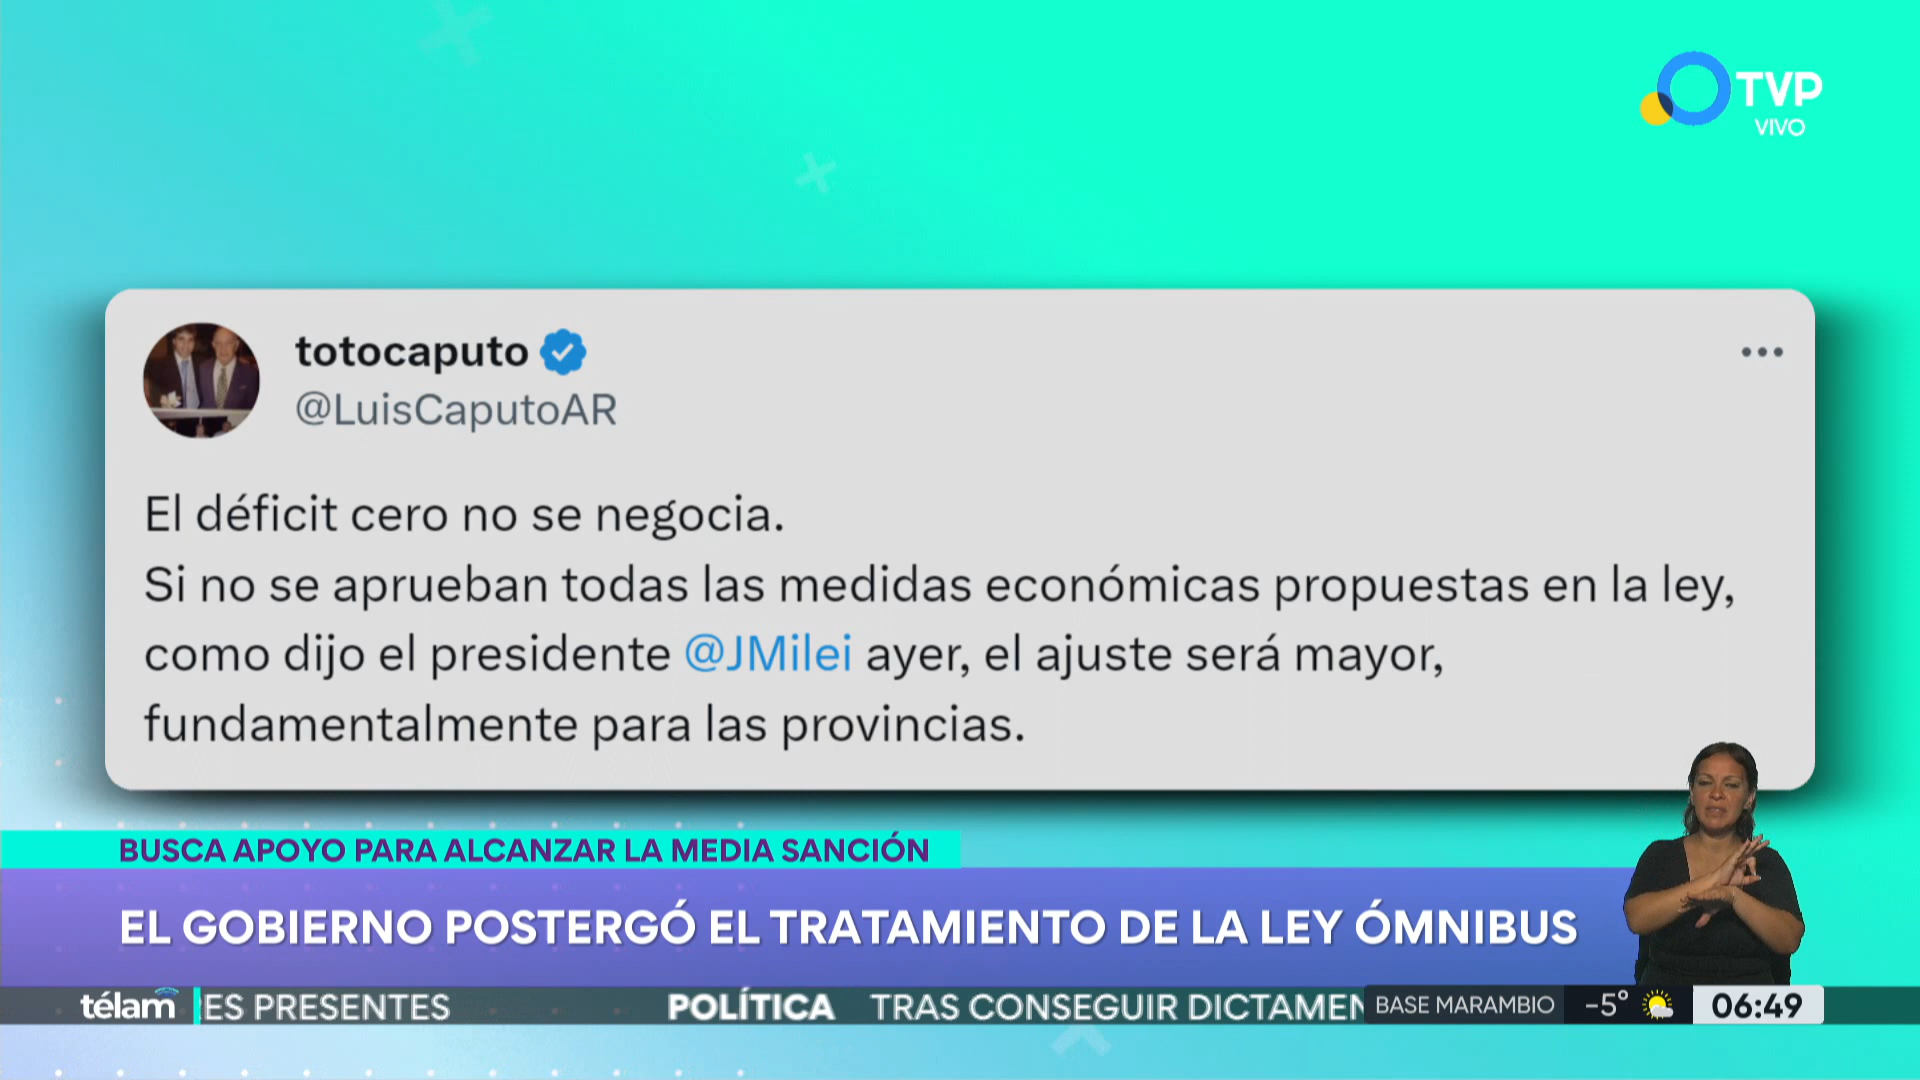 TVP
VIVO
totocaputo
@LuisCaputoAR
El déficit cero no se negocia.
Si no se aprueban todas las medidas económicas propuestas en la ley,
como dijo el presidente @JMilei ayer, el ajuste será mayor,
fundamentalmente para las provincias.
BUSCA APOYO PARA ALCANZAR LA MEDIA SANCIÓN
EL GOBIERNO POSTERGÓ EL TRATAMIENTO DE LA LEY ÓMNIBUS
télam ES PRESENTES POLÍTICA TRAS CONSEGUIR DICTAMEN BASE MARAMBIO -5° 06:49